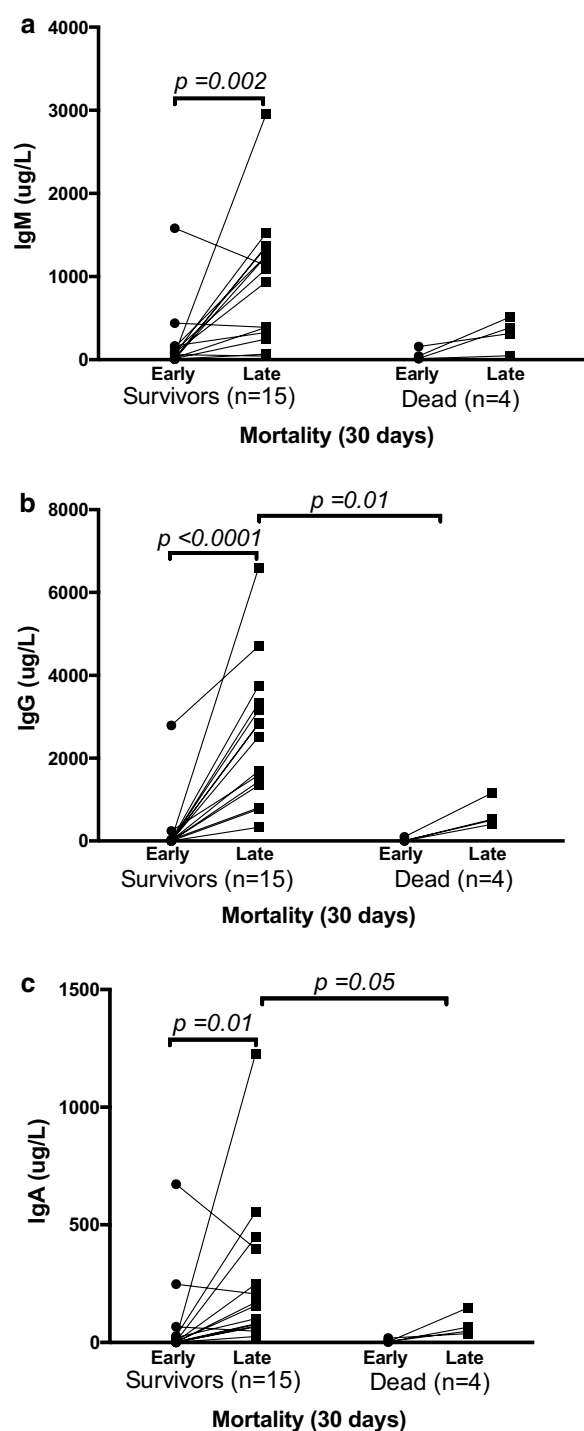 a
4000
p =0.002
3000
IgM (ug/L)
2000
1000
0
Early Late Early Late
Survivors (n=15) Dead (n=4)
Mortality (30 days)
b
8000
p =0.01
p <0.0001
6000
IgG (ug/L)
4000
2000
0
Early Late Early Late
Survivors (n=15) Dead (n=4)
Mortality (30 days)
c
1500
p =0.05
p =0.01
1000
IgA (ug/L)
500
0
Early Late Early Late
Survivors (n=15) Dead (n=4)
Mortality (30 days)